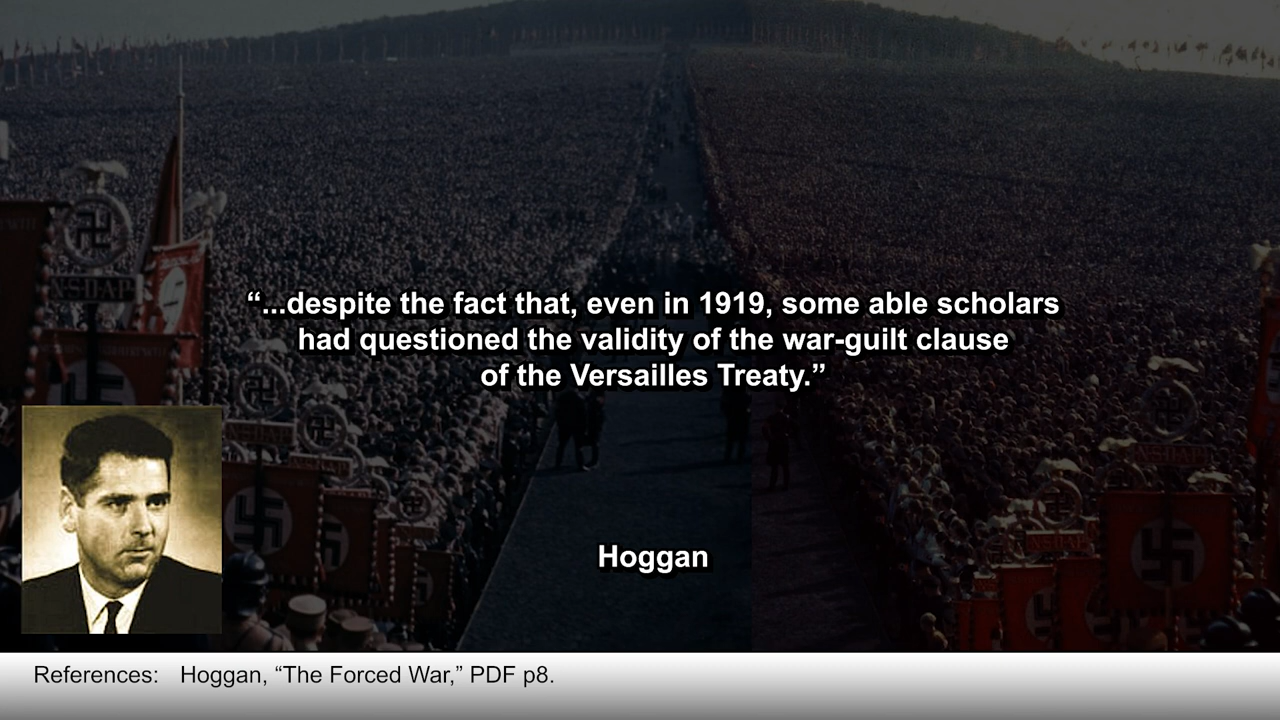 NSDAP
“...despite the fact that, even in 1919, some able scholars
had questioned the validity of the war-guilt clause
of the Versailles Treaty.”
Hoggan
References: Hoggan, “The Forced War,” PDF p8.